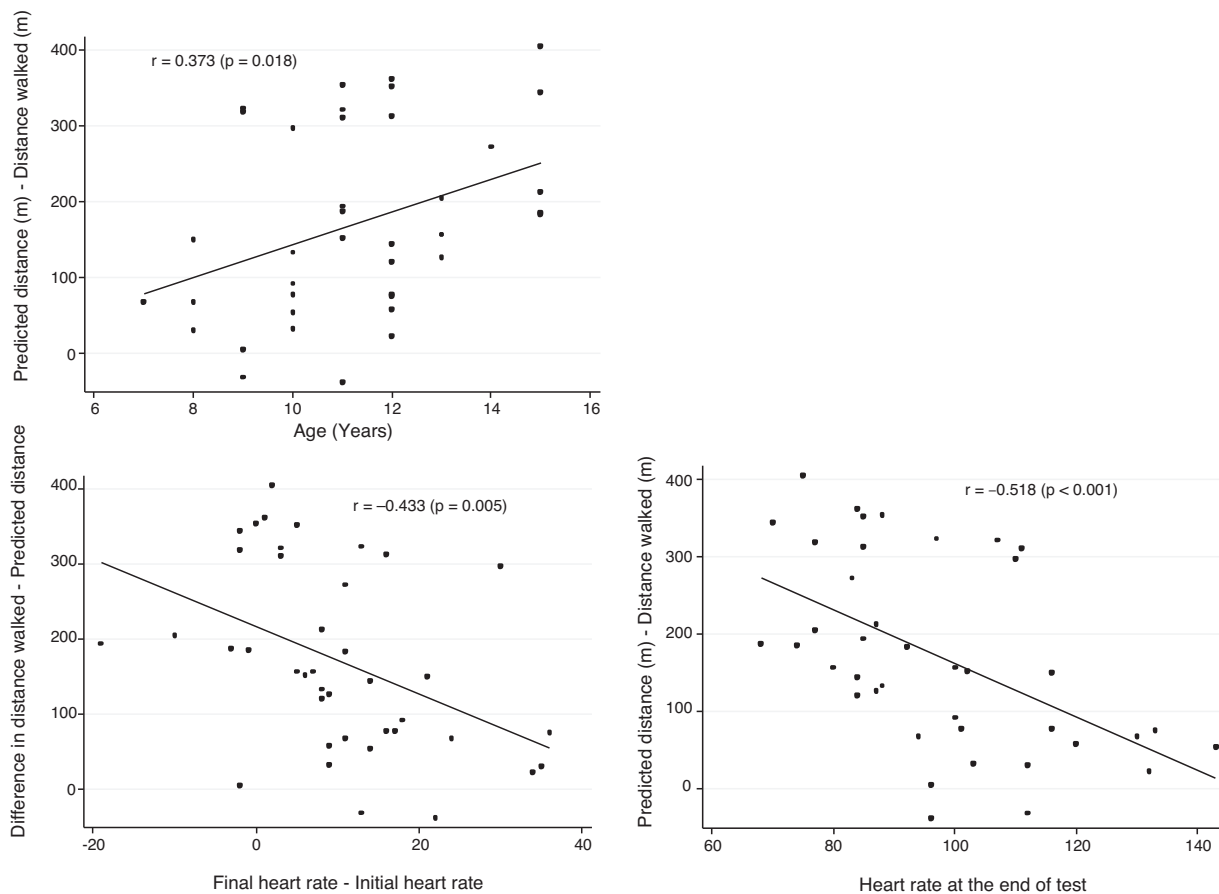 Predicted distance (m) - Distance walked (m)
400
300
200
100
0
r = 0.373 (p = 0.018)
6 8 10 12 14 16
Age (Years)
Difference in distance walked - Predicted distance
400
300
200
100
0
r = –0.433 (p = 0.005)
-20 0 20 40
Final heart rate - Initial heart rate
Predicted distance (m) - Distance walked (m)
400
300
200
100
0
r = –0.518 (p < 0.001)
60 80 100 120 140
Heart rate at the end of test